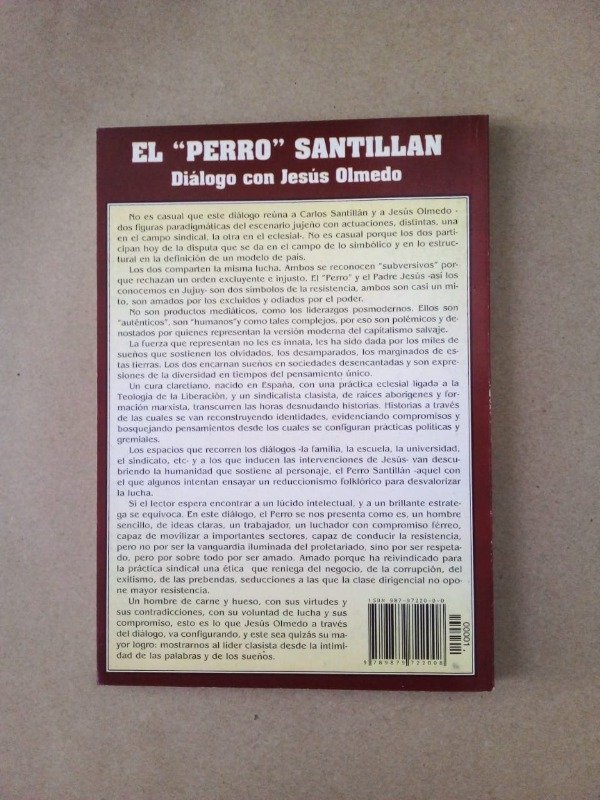 EL “PERRO” SANTILLAN
Diálogo con Jesús Olmedo
No es casual que este diálogo reúna a Carlos Santillán y a Jesús Olmedo -
dos figuras paradigmáticas del escenario jujeño con actuaciones, distintas, una
en el campo sindical, la otra en el eclesial-. No es casual porque los dos parti-
cipan hoy de la disputa que se da en el campo de lo simbólico y en lo estruc-
tural en la definición de un modelo de país.
Los dos comparten la misma lucha. Ambos se reconocen "subversivos" por-
que rechazan un orden excluyente e injusto. El "Perro" y el Padre Jesús -así los
conocemos en Jujuy- son dos símbolos de la resistencia, ambos son casi un mi-
to, son amados por los excluidos y odiados por el poder.
No son productos mediáticos, como los liderazgos posmodernos. Ellos son
"auténticos", son "humanos"y como tales complejos, por eso son polémicos y de-
nostados por quienes representan la versión moderna del capitalismo salvaje.
La fuerza que representan no les es innata, les ha sido dada por los miles de
sueños que sostienen los olvidados, los desamparados, los marginados de es-
tas tierras. Los dos encarnan sueños en sociedades desencantadas y son expre-
siones de la diversidad en tiempos del pensamiento único.
Un cura claretiano, nacido en España, con una práctica eclesial ligada a la
Teología de la Liberación, y un sindicalista clasista, de raíces aborígenes y for-
mación marxista, transcurren las horas desnudando historias. Historias a través
de las cuales se van reconstruyendo identidades, evidenciando compromisos y
bosquejando pensamientos desde los cuales se configuran prácticas políticas y
gremiales.
Los espacios que recorren los diálogos -la familia, la escuela, la universidad,
el sindicato, etc- y a los que inducen las intervenciones de Jesús- van descu-
briendo la humanidad que sostiene al personaje, el Perro Santillán -aquel con
el que algunos intentan ensayar un reduccionismo folklórico para desvalorizar
la lucha.
Si el lector espera encontrar a un lúcido intelectual, y a un brillante estrate-
ga se equivoca. En este diálogo, el Perro se nos presenta como es, un hombre
sencillo, de ideas claras, un trabajador, un luchador con compromiso férreo,
capaz de movilizar a importantes sectores, capaz de conducir la resistencia,
pero no por ser la vanguardia iluminada del proletariado, sino por ser respeta-
do, pero por sobre todo por ser amado. Amado porque ha reivindicado para
la práctica sindical una ética que reniega del negocio, de la corrupción, del
exitismo, de las prebendas, seducciones a las que la clase dirigencial no opo-
ne mayor resistencia.
Un hombre de carne y hueso, con sus virtudes y
sus contradicciones, con su voluntad de lucha y sus
compromiso, esto es lo que Jesús Olmedo a través
del diálogo, va configurando, y este sea quizás su ma-
yor logro: mostrarnos al líder clasista desde la intimi-
dad de las palabras y de los sueños.
ISBN 987-97220-0-0
00001.
9 789879 722008